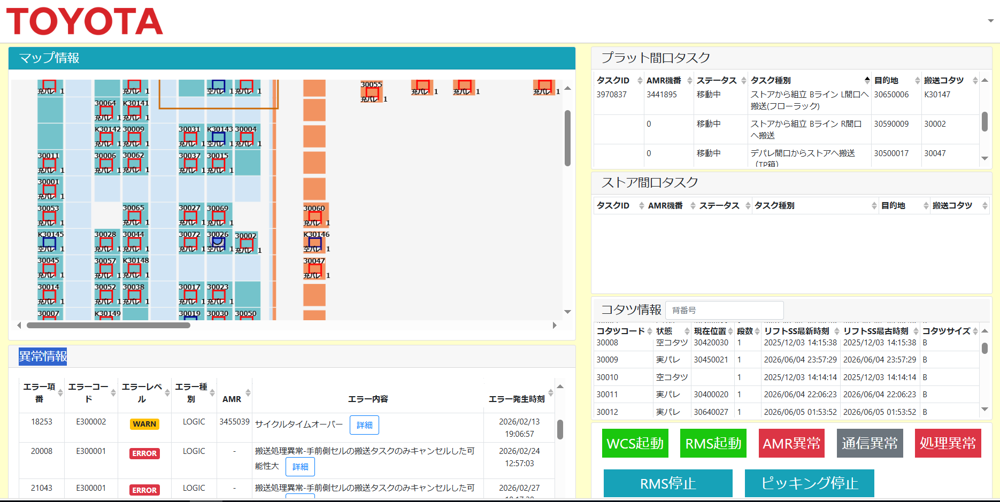 TOYOTA
マップ情報
充パレ 1
充パレ 1
空パレ 1
充パレ 1
30055
充パレ 1
充パレ 1
充パレ 1
充パレ 1
30064 K30141
充パレ 1 充パレ 1
K30142 30009 30031 K30143 30004
充パレ 1 充パレ 1 充パレ 1 空パレ 1 充パレ 1
30011 30006 30062 30037 30015
充パレ 1 充パレ 1 充パレ 1 充パレ 1 充パレ 1
30001
充パレ 1
30053 30065 30027 30069 30060
充パレ 1 充パレ 1 充パレ 1 充パレ 1 充パレ 1
K30145 30028 30044 30072 30026 30002 K30146
空パレ 1 充パレ 1 充パレ 1 充パレ 1 空パレ 1 充パレ 1 空パレ 1
30045 30057 K30148 30047
充パレ 1 充パレ 1 充パレ 1 充パレ 1
30014 30052 30038 30017 30023
充パレ 1 充パレ 1 充パレ 1 充パレ 1 充パレ 1
30007 K30149 30019 30030 30050
異常情報
エラー項番 エラーコード エラーレベル エラー種別 AMR エラー内容 エラー発生時刻
18253 E300002 WARN LOGIC 3455039 サイクルタイムオーバー 詳細 2026/02/13 19:06:57
20008 E300001 ERROR LOGIC - 搬送処理異常-手前側セルの搬送タスクのみキャンセルした可能性大 詳細 2026/02/24 12:57:03
21043 E300001 ERROR LOGIC - 搬送処理異常-手前側セルの搬送タスクのみキャンセルした可 2026/02/27
プラット間口タスク
タスクID AMR機番 ステータス タスク種別 目的地 搬送コタツ
3970837 3441895 移動中 ストアから組立 Bライン L間口へ搬送(フローラック) 30650006 K30147
0 移動中 ストアから組立 Bライン R間口へ搬送 30590009 30002
0 移動中 デパレ間口からストアへ搬送（TP箱） 30500017 30047
ストア間口タスク
タスクID AMR機番 ステータス タスク種別 目的地 搬送コタツ
コタツ情報 背番号
コタツコード 状態 現在位置 段数 リフトSS最新時刻 リフトSS最古時刻 コタツサイズ
30008 空コタツ 30420030 1 2025/12/03 14:15:38 2025/12/03 14:15:38 B
30009 実パレ 30450021 1 2026/06/04 23:57:29 2026/06/04 23:57:29 B
30010 空コタツ 1 2025/12/03 14:14:14 2025/12/03 14:14:14 B
30011 実パレ 30400020 1 2026/06/04 22:06:23 2026/06/04 22:06:23 B
30012 実パレ 30640027 1 2026/06/05 01:53:52 2026/06/05 01:53:52 B
WCS起動 RMS起動 AMR異常 通信異常 処理異常
RMS停止 ピッキング停止